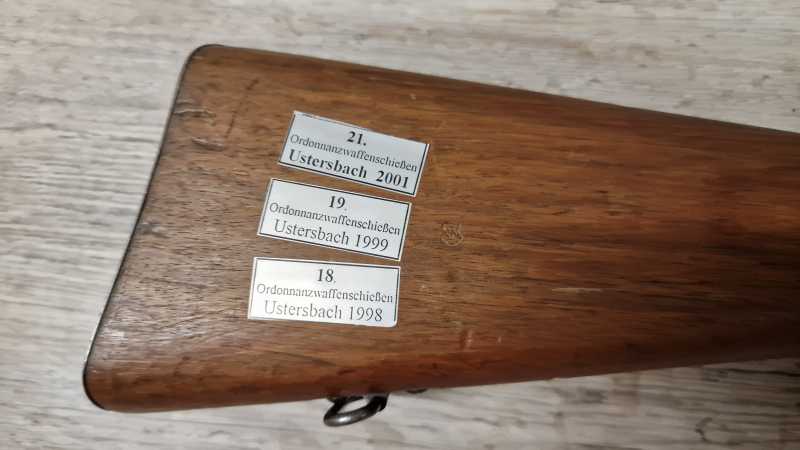 21.
Ordonnanzwaffenschießen
Ustersbach 2001
19.
Ordonnanzwaffenschießen
Ustersbach 1999
18.
Ordonnanzwaffenschießen
Ustersbach 1998